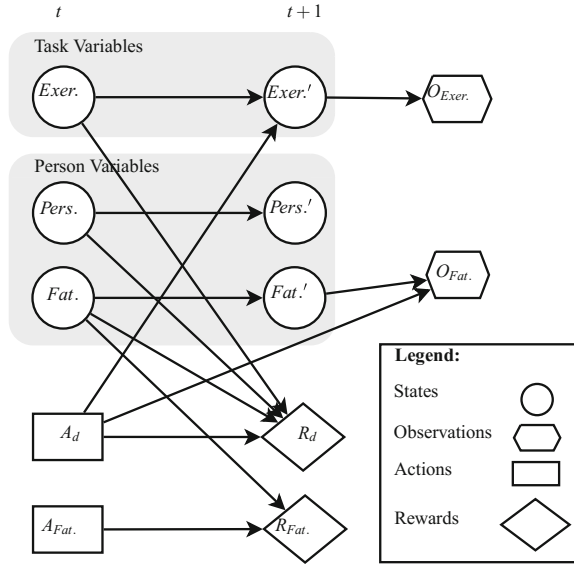 t t + 1
Task Variables
Exer. Exer.′ O_Exer.
Person Variables
Pers. Pers.′
Fat. Fat.′ O_Fat.
Legend:
States
A_d R_d
Observations
Actions
A_Fat. R_Fat.
Rewards